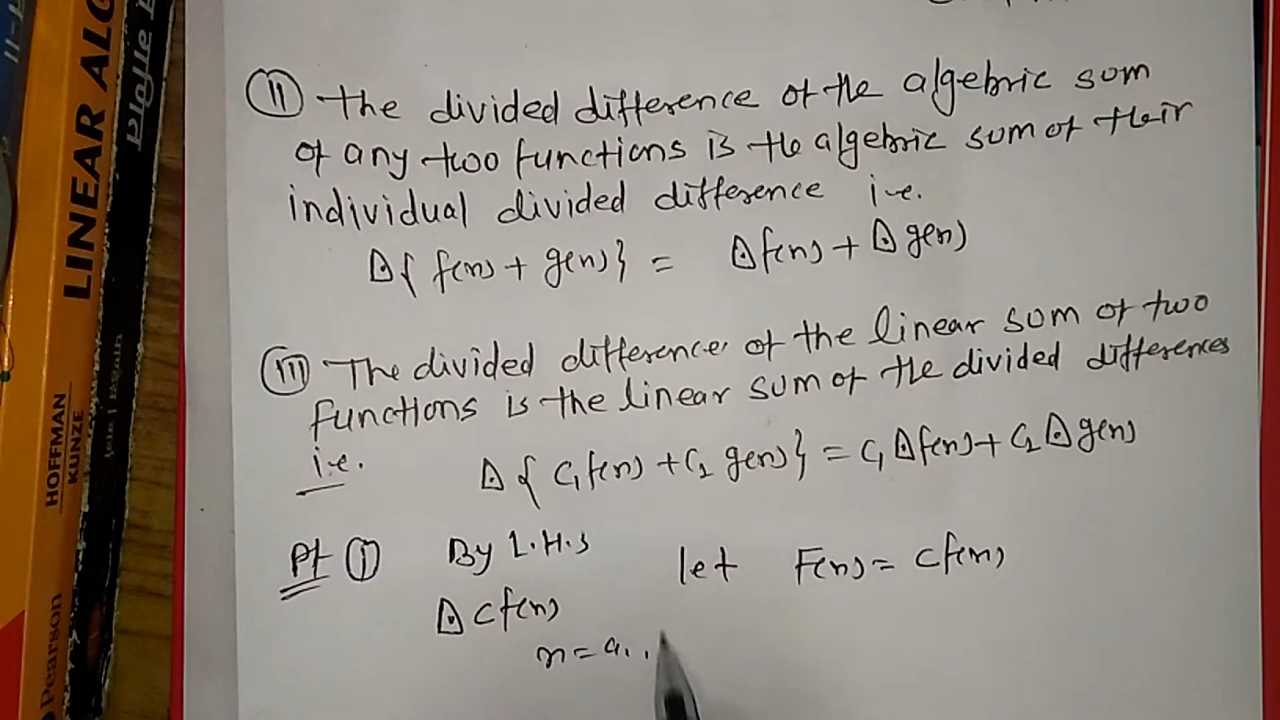 (II) The divided difference of the algebric sum
of any two functions is the algebric sum of their
individual divided difference i.e.
⧊{ f(x) + g(x)} = ⧊f(x) + ⧊g(x)
(III) The divided difference of the linear sum of two
functions is the linear sum of the divided differences
i.e. ⧊{ C₁f(x) + C₂ g(x)} = C₁⧊f(x) + C₂⧊g(x)
Pf (I) By L.H.S let F(x) = Cf(x)
⧊Cf(x)
x = a, ,
LINEAR ALG
HOFFMAN
KUNZE
Pearson